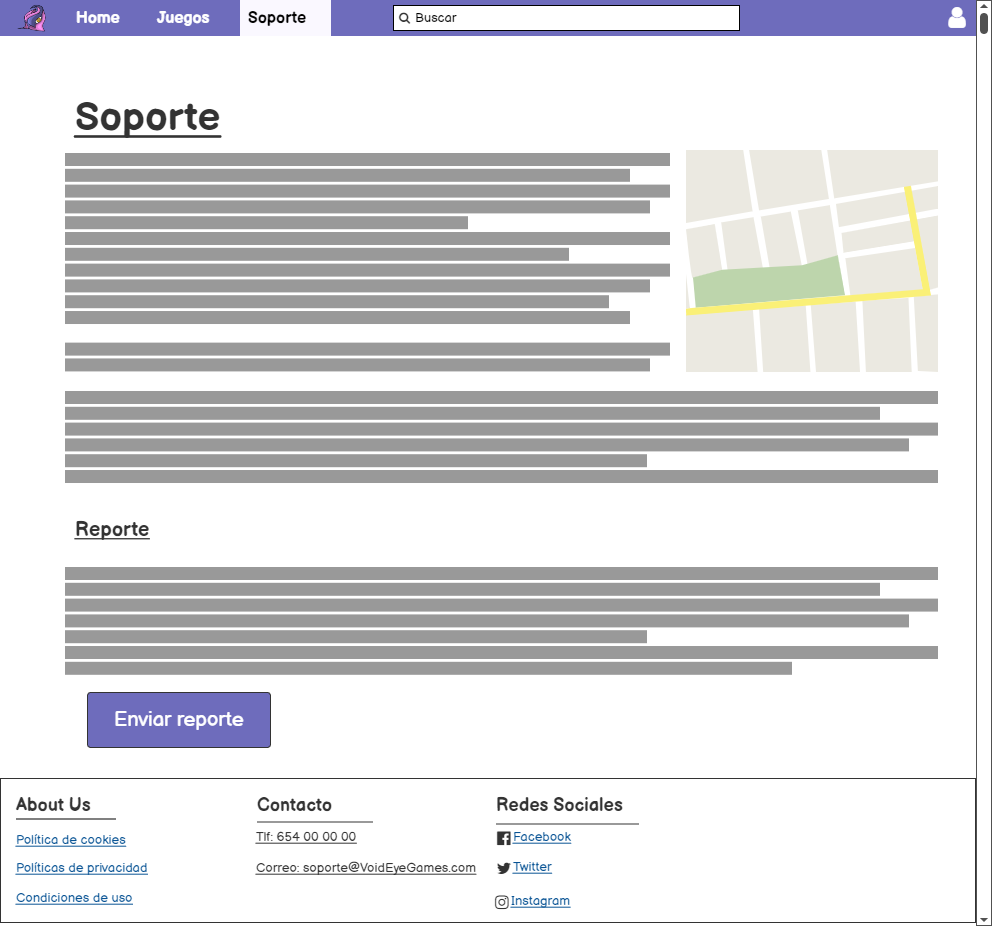 Home Juegos Soporte Buscar
Soporte
Reporte
Enviar reporte
About Us
Política de cookies
Políticas de privacidad
Condiciones de uso
Contacto
Tlf: 654 00 00 00
Correo: soporte@VoidEyeGames.com
Redes Sociales
Facebook
Twitter
Instagram